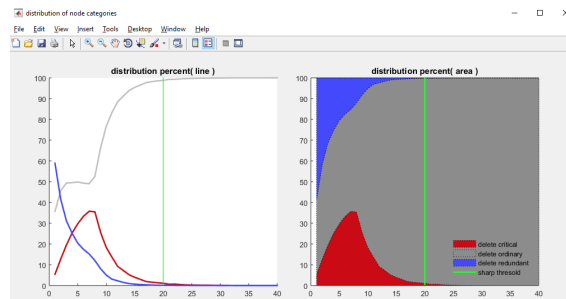 distribution of node categories
File Edit View Insert Tools Desktop Window Help
distribution percent( line )
100
90
80
70
60
50
40
30
20
10
0
0 5 10 15 20 25 30 35 40
distribution percent( area )
100
90
80
70
60
50
40
30
20
10
0
0 5 10 15 20 25 30 35 40
delete critical
delete ordinary
delete redundant
sharp thresold